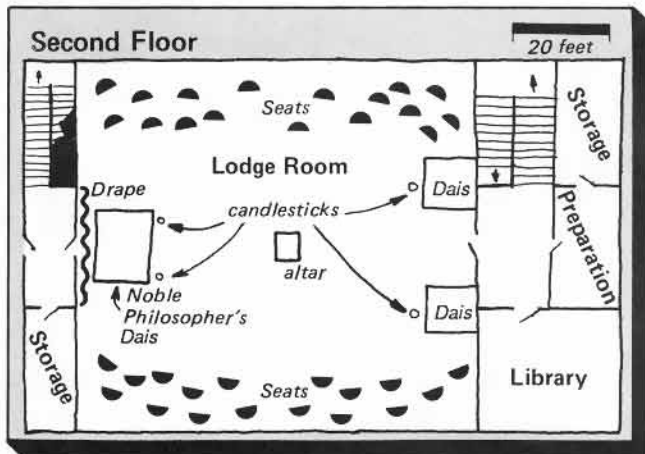 Second Floor
20 feet
Seats
Storage
Lodge Room
Drape
Dais
candlesticks
Preparation
altar
Noble
Philosopher's
Dais
Dais
Storage
Seats
Library